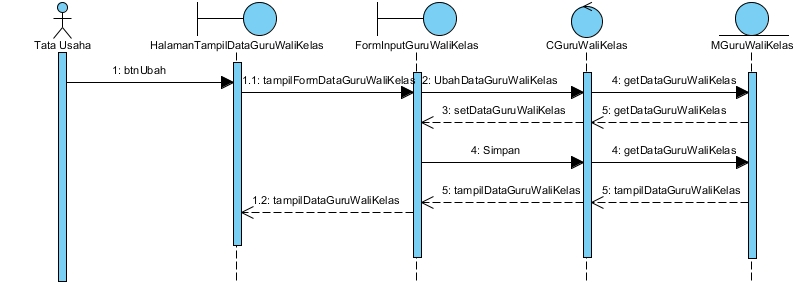 Tata Usaha
HalamanTampilDataGuruWaliKelas
FormInputGuruWaliKelas
CGuruWaliKelas
MGuruWaliKelas
1: btnUbah
1.1: tampilFormDataGuruWaliKelas
2: UbahDataGuruWaliKelas
4: getDataGuruWaliKelas
3: setDataGuruWaliKelas
5: getDataGuruWaliKelas
4: Simpan
4: getDataGuruWaliKelas
1.2: tampilDataGuruWaliKelas
5: tampilDataGuruWaliKelas
5: tampilDataGuruWaliKelas